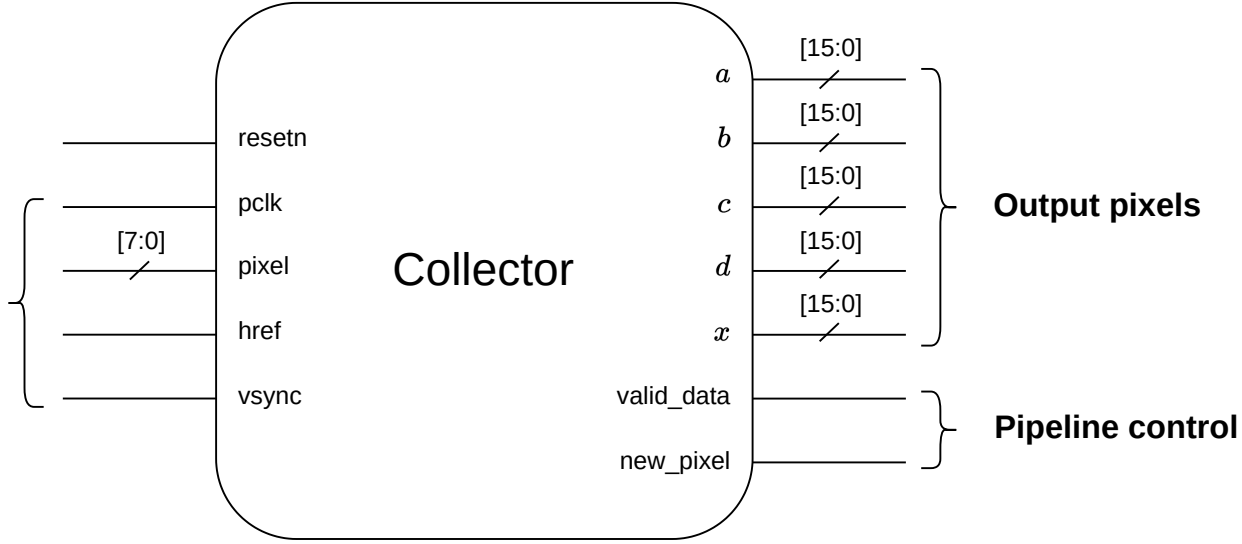 [15:0]
a
[15:0]
b
resetn
[15:0]
c
pclk
Output pixels
[7:0]
[15:0]
pixel
Collector
d
[15:0]
href
x
vsync
valid_data
Pipeline control
new_pixel